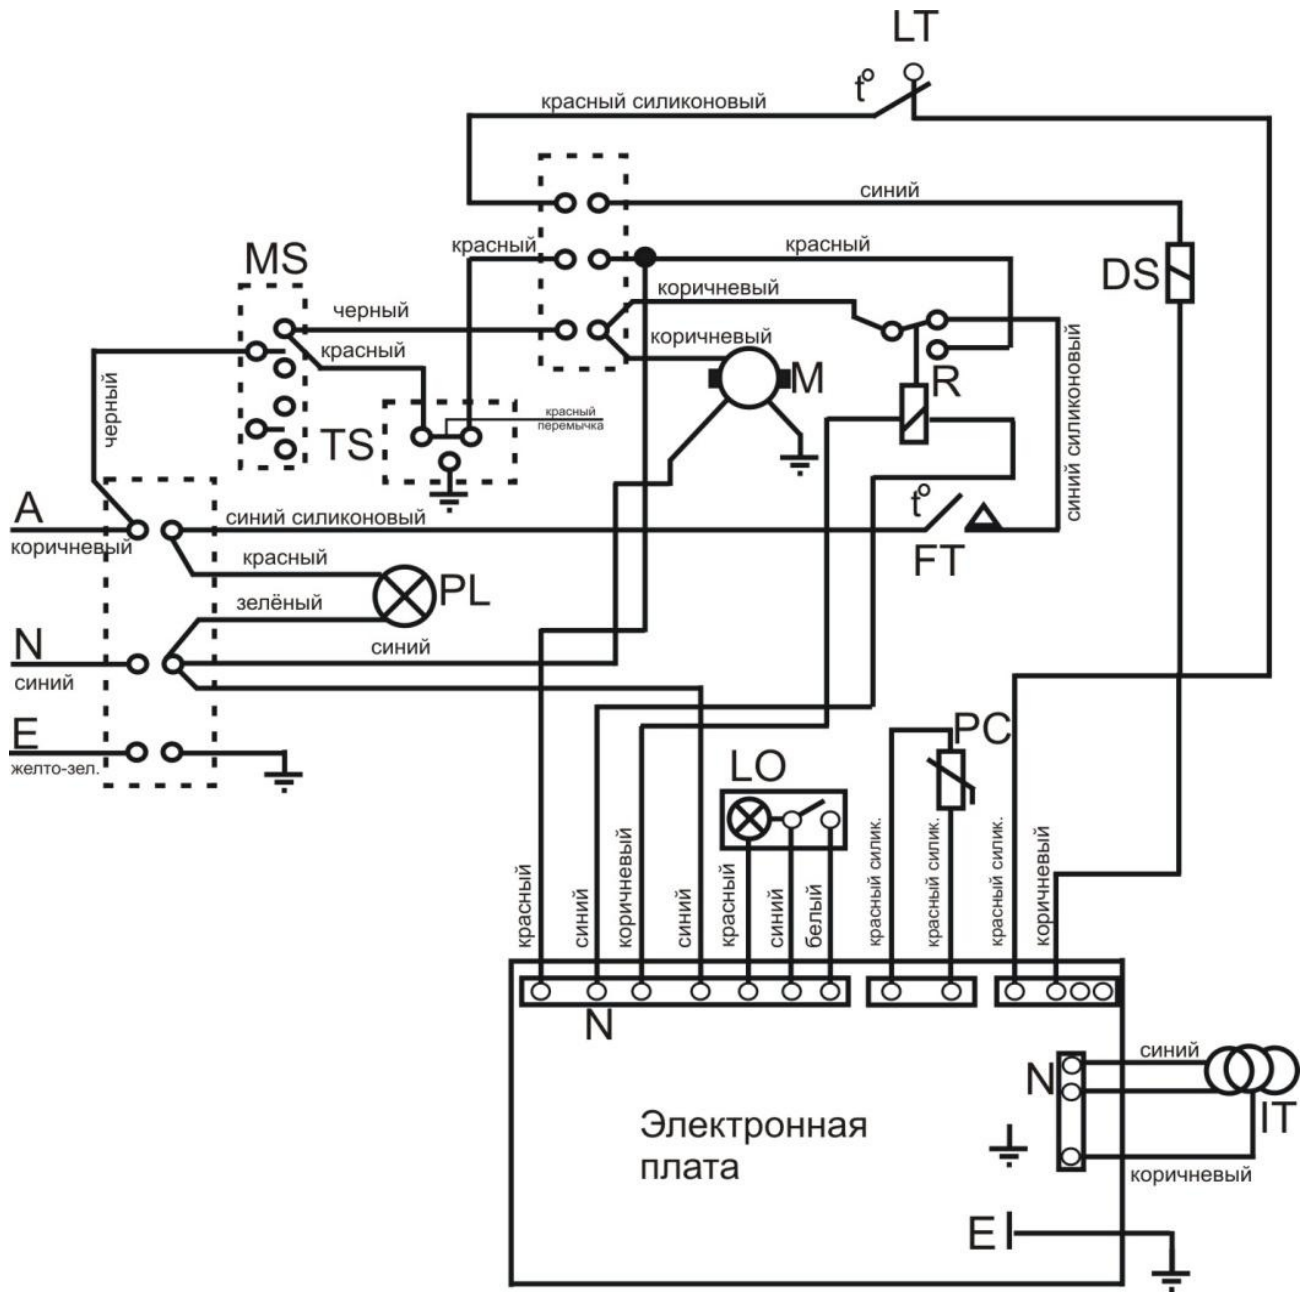 LT
t°
красный силиконовый
синий
MS
красный
красный
DS
коричневый
черный
коричневый
красный
M
R
черный
TS
красный
перемычка
синий силиконовый
A
синий силиконовый
t°
коричневый
красный
FT
PL
зелёный
N
синий
синий
PC
E
желто-зел.
LO
красный
синий
коричневый
синий
красный
синий
белый
красный силик.
красный силик.
красный силик.
коричневый
N
синий
N
IT
Электронная
плата
коричневый
E